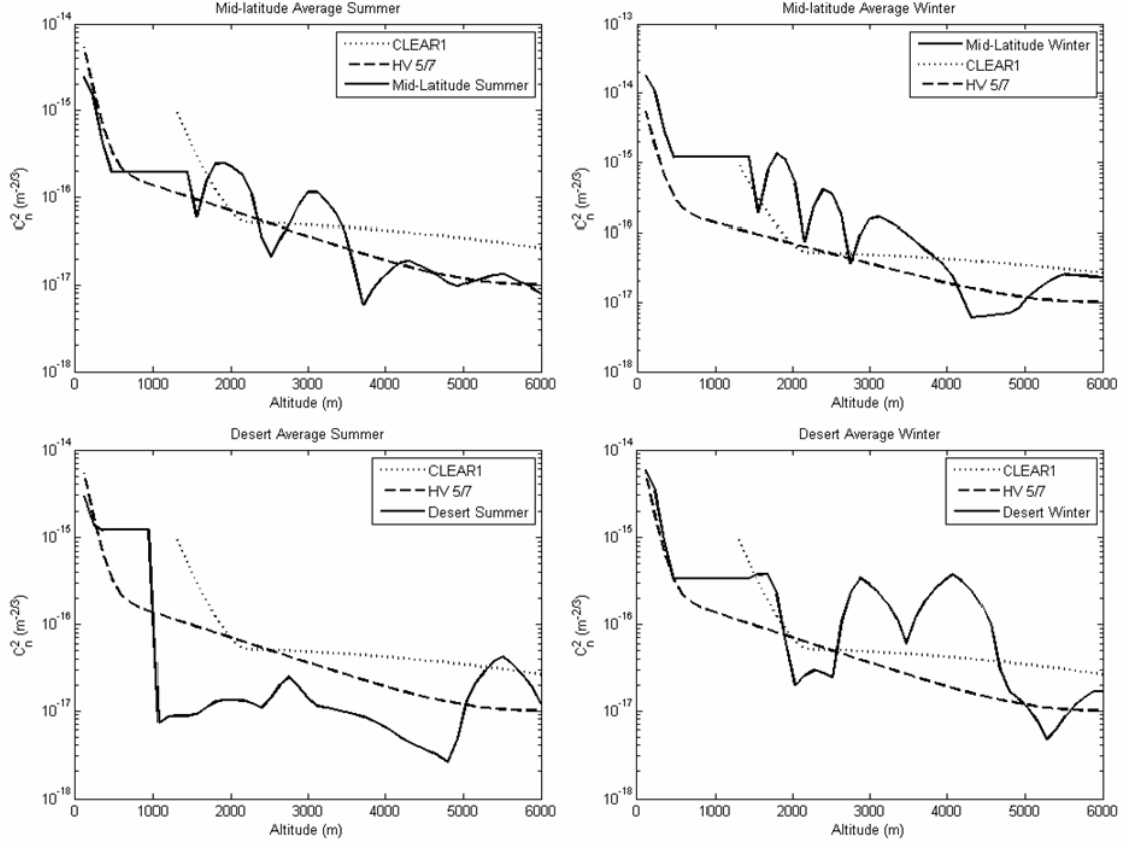 Mid-latitude Average Summer
10^-14
10^-15
10^-16
10^-17
10^-18
C_n^2 (m^-2/3)
CLEAR1
HV 5/7
Mid-Latitude Summer
0 1000 2000 3000 4000 5000 6000
Altitude (m)
Mid-latitude Average Winter
10^-13
10^-14
10^-15
10^-16
10^-17
10^-18
C_n^2 (m^-2/3)
Mid-Latitude Winter
CLEAR1
HV 5/7
0 1000 2000 3000 4000 5000 6000
Altitude (m)
Desert Average Summer
10^-14
10^-15
10^-16
10^-17
10^-18
C_n^2 (m^-2/3)
CLEAR1
HV 5/7
Desert Summer
0 1000 2000 3000 4000 5000 6000
Altitude (m)
Desert Average Winter
10^-14
10^-15
10^-16
10^-17
10^-18
C_n^2 (m^-2/3)
CLEAR1
HV 5/7
Desert Winter
0 1000 2000 3000 4000 5000 6000
Altitude (m)